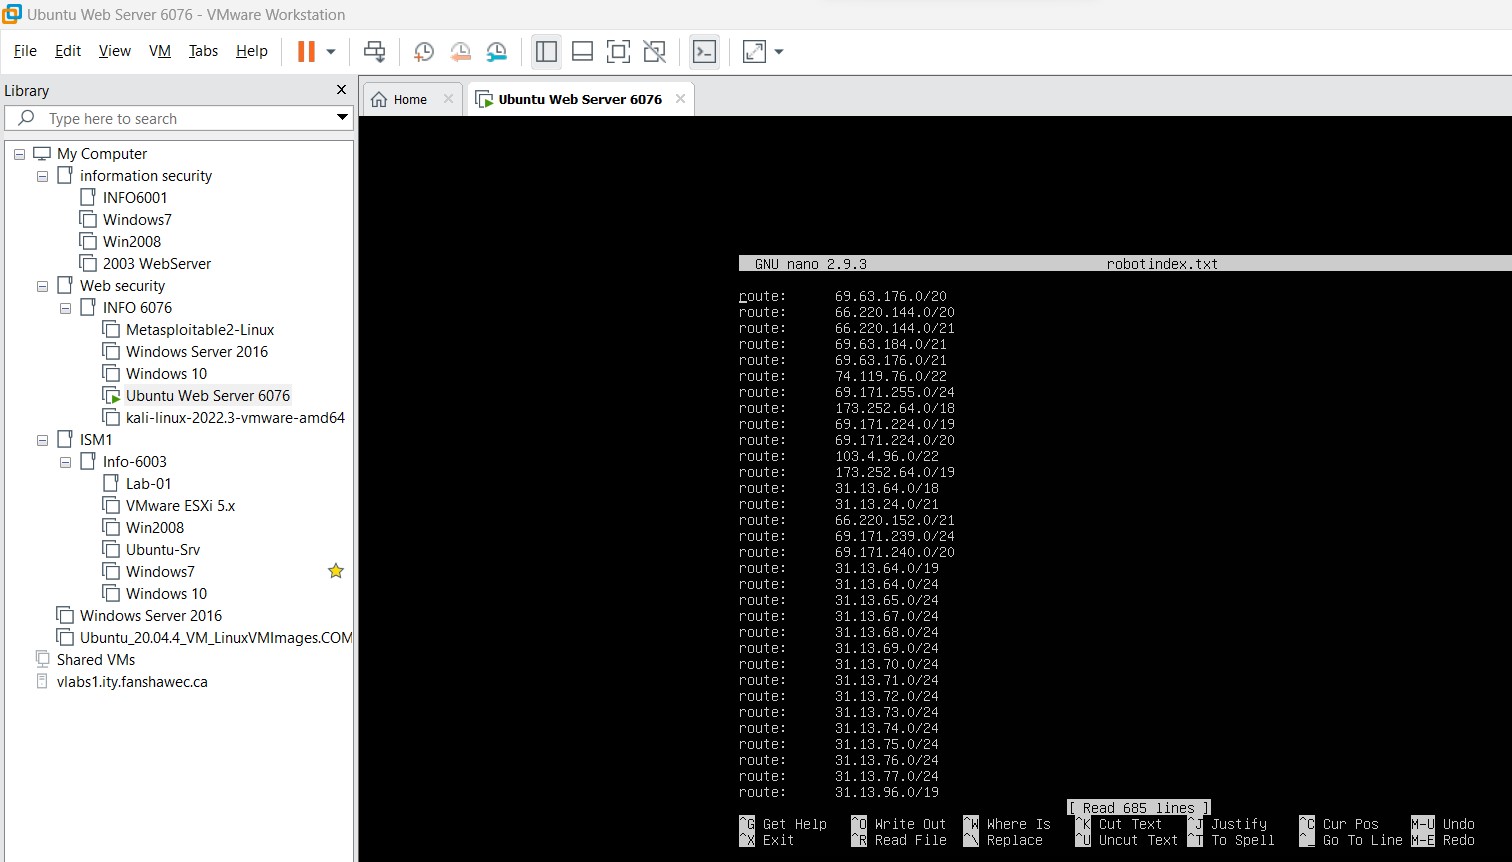 Ubuntu Web Server 6076 - VMware Workstation
File Edit View VM Tabs Help
Library
Type here to search
My Computer
information security
INFO6001
Windows7
Win2008
2003 WebServer
Web security
INFO 6076
Metasploitable2-Linux
Windows Server 2016
Windows 10
Ubuntu Web Server 6076
kali-linux-2022.3-vmware-amd64
ISM1
Info-6003
Lab-01
VMware ESXi 5.x
Win2008
Ubuntu-Srv
Windows7
Windows 10
Windows Server 2016
Ubuntu_20.04.4_VM_LinuxVMImages.COM
Shared VMs
vlabs1.ity.fanshawec.ca
Home Ubuntu Web Server 6076
GNU nano 2.9.3 robotindex.txt
route: 69.63.176.0/20
route: 66.220.144.0/20
route: 66.220.144.0/21
route: 69.63.184.0/21
route: 69.63.176.0/21
route: 74.119.76.0/22
route: 69.171.255.0/24
route: 173.252.64.0/18
route: 69.171.224.0/19
route: 69.171.224.0/20
route: 103.4.96.0/22
route: 173.252.64.0/19
route: 31.13.64.0/18
route: 31.13.24.0/21
route: 66.220.152.0/21
route: 69.171.239.0/24
route: 69.171.240.0/20
route: 31.13.64.0/19
route: 31.13.64.0/24
route: 31.13.65.0/24
route: 31.13.67.0/24
route: 31.13.68.0/24
route: 31.13.69.0/24
route: 31.13.70.0/24
route: 31.13.71.0/24
route: 31.13.72.0/24
route: 31.13.73.0/24
route: 31.13.74.0/24
route: 31.13.75.0/24
route: 31.13.76.0/24
route: 31.13.77.0/24
route: 31.13.96.0/19
[ Read 685 lines ]
^G Get Help ^O Write Out ^W Where Is ^K Cut Text ^J Justify ^C Cur Pos M-U Undo
^X Exit ^R Read File ^\ Replace ^U Uncut Text ^T To Spell ^_ Go To Line M-E Redo